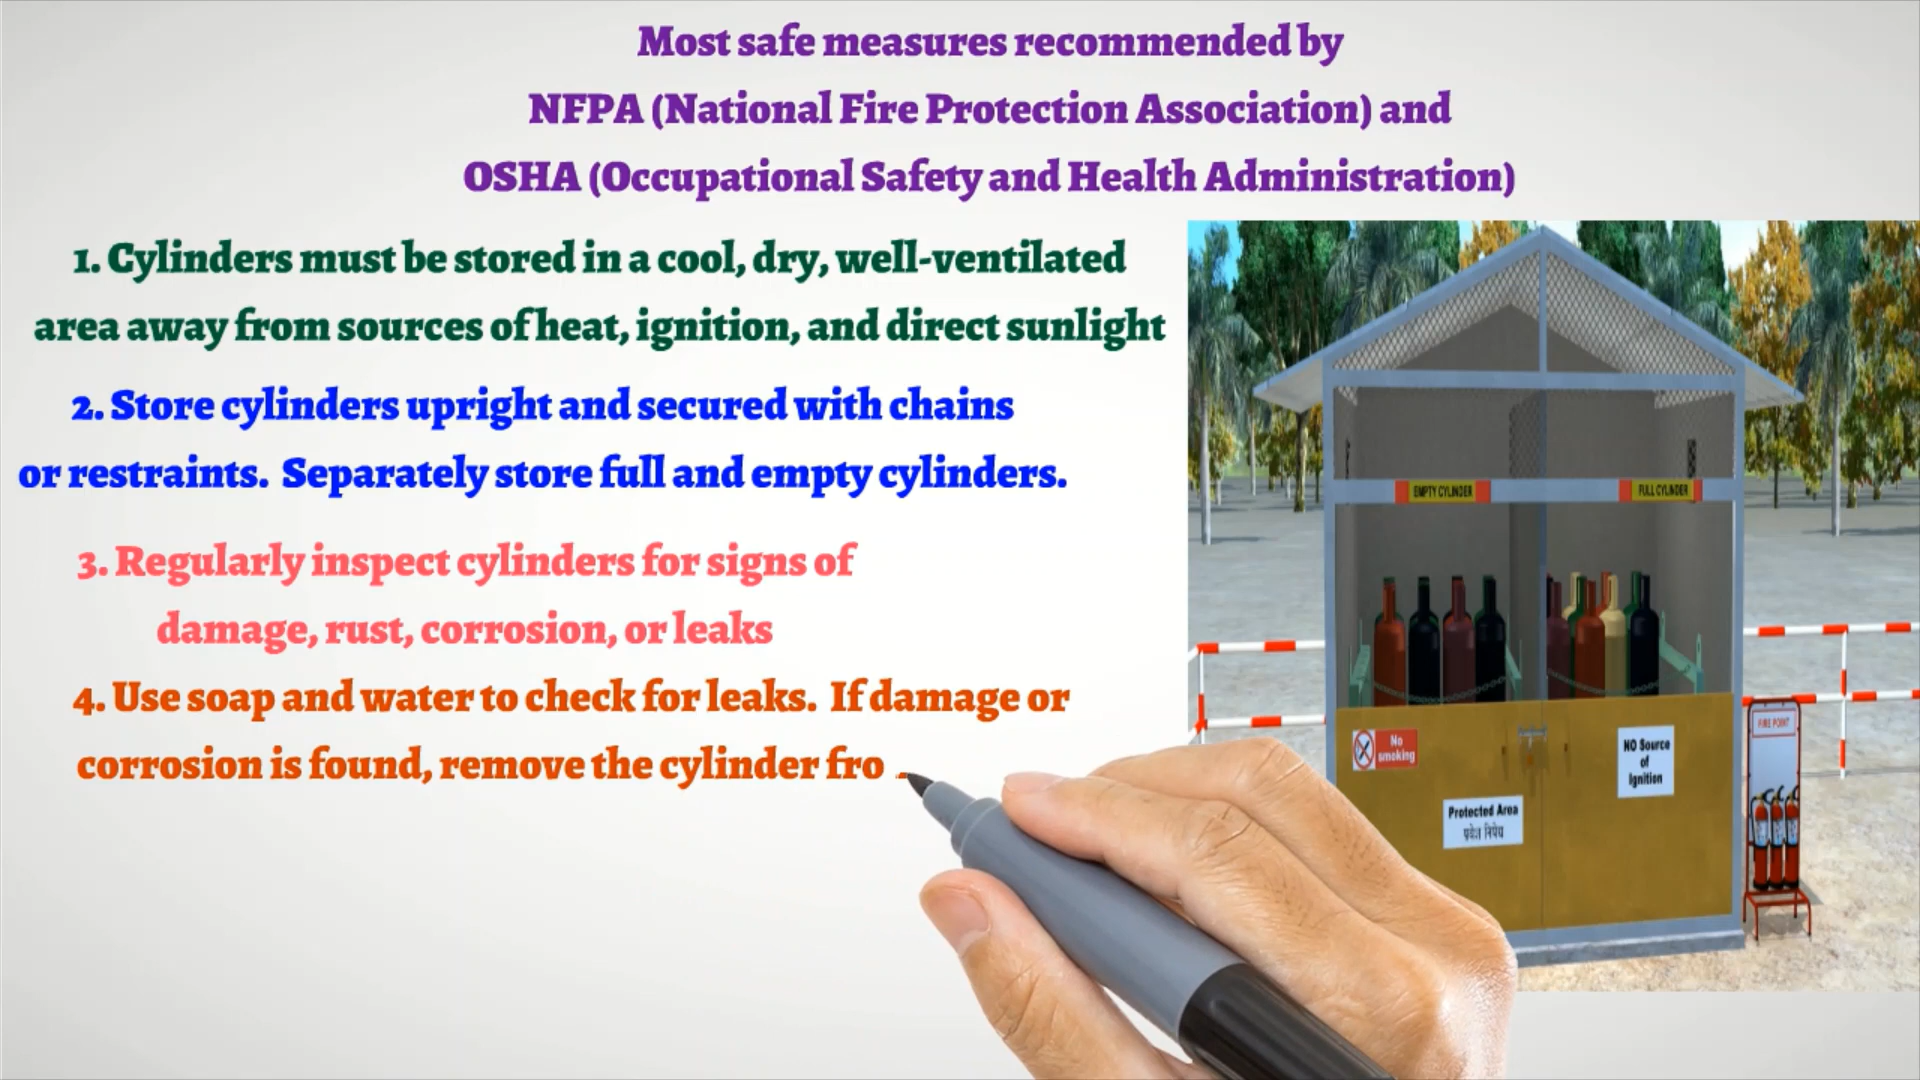 Most safe measures recommended by
NFPA (National Fire Protection Association) and
OSHA (Occupational Safety and Health Administration)
1. Cylinders must be stored in a cool, dry, well-ventilated
area away from sources of heat, ignition, and direct sunlight
2. Store cylinders upright and secured with chains
or restraints. Separately store full and empty cylinders.
3. Regularly inspect cylinders for signs of
damage, rust, corrosion, or leaks
4. Use soap and water to check for leaks. If damage or
corrosion is found, remove the cylinder fro
EMPTY CYLINDER
FULL CYLINDER
FIRE POINT
No
smoking
NO Source
of
Ignition
Protected Area
प्रवेश निषेध